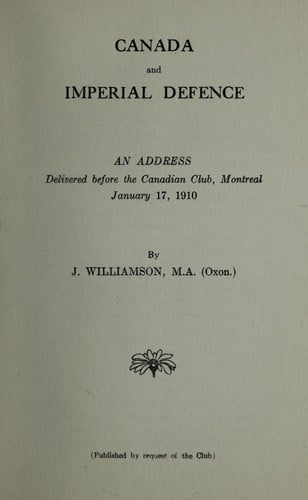 CANADA
and
IMPERIAL DEFENCE
AN ADDRESS
Delivered before the Canadian Club, Montreal
January 17, 1910
By
J. WILLIAMSON, M.A. (Oxon.)
(Published by request of the Club)